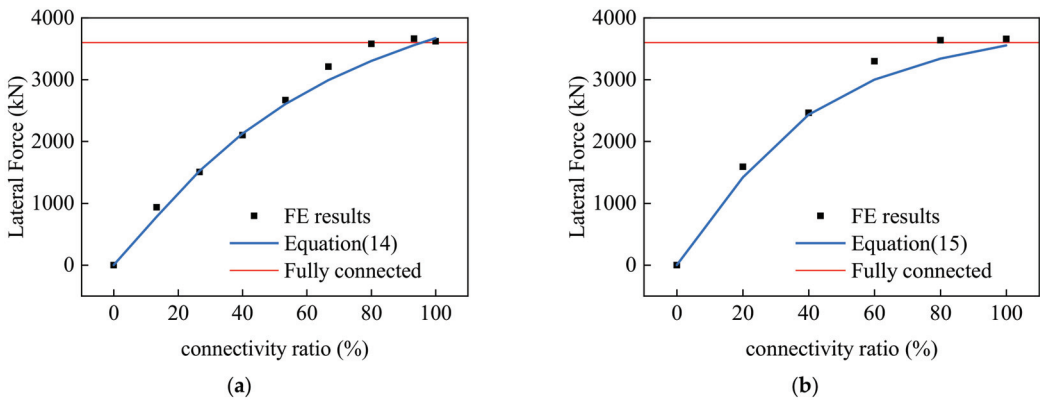 4000
3000
2000
1000
0
Lateral Force (kN)
FE results
Equation(14)
Fully connected
0 20 40 60 80 100
connectivity ratio (%)
(a)
4000
3000
2000
1000
0
Lateral Force (kN)
FE results
Equation(15)
Fully connected
0 20 40 60 80 100
connectivity ratio (%)
(b)